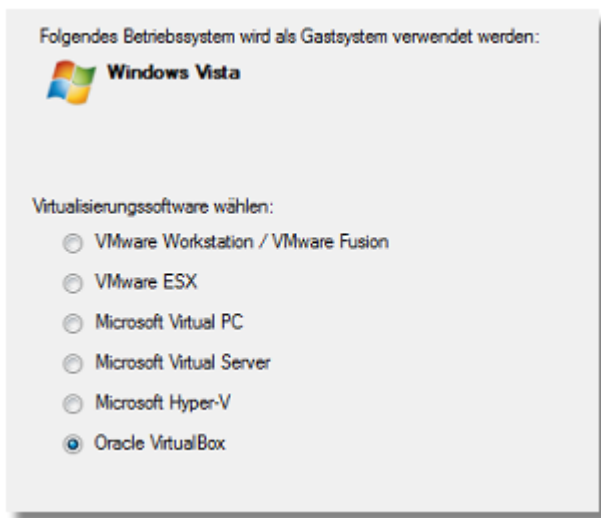 Folgendes Betriebssystem wird als Gastsystem verwendet werden:
Windows Vista
Virtualisierungssoftware wählen:
VMware Workstation / VMware Fusion
VMware ESX
Microsoft Virtual PC
Microsoft Virtual Server
Microsoft Hyper-V
Oracle VirtualBox